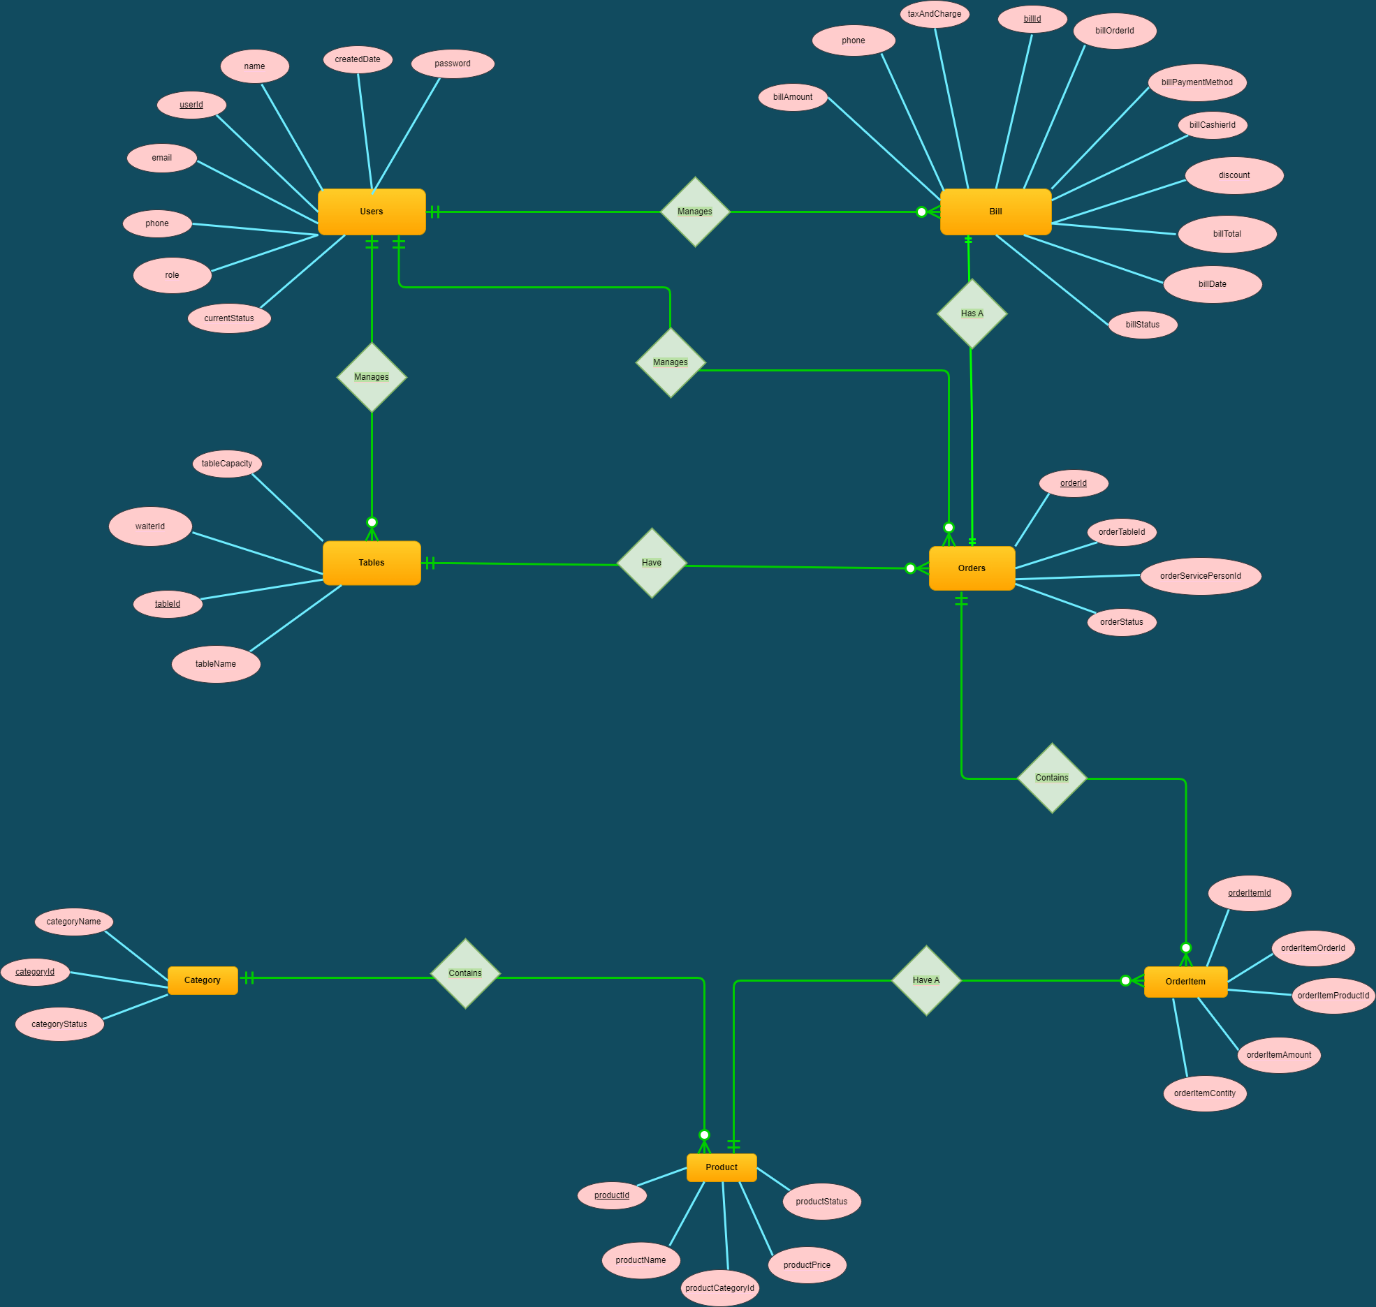 taxAndCharge
billId
billOrderId
phone
name
createdDate
password
billPaymentMethod
billAmount
userId
billCashierId
email
discount
Users
Manages
Bill
phone
billTotal
role
billDate
currentStatus
Has A
billStatus
Manages
Manages
tableCapacity
orderId
waiterId
orderTableId
Tables
Have
Orders
orderServicePersonId
tableId
orderStatus
tableName
Contains
orderItemId
categoryName
orderItemOrderId
categoryId
Contains
Category
Have A
OrderItem
orderItemProductId
categoryStatus
orderItemAmount
orderItemContity
Product
productId
productStatus
productName
productPrice
productCategoryId